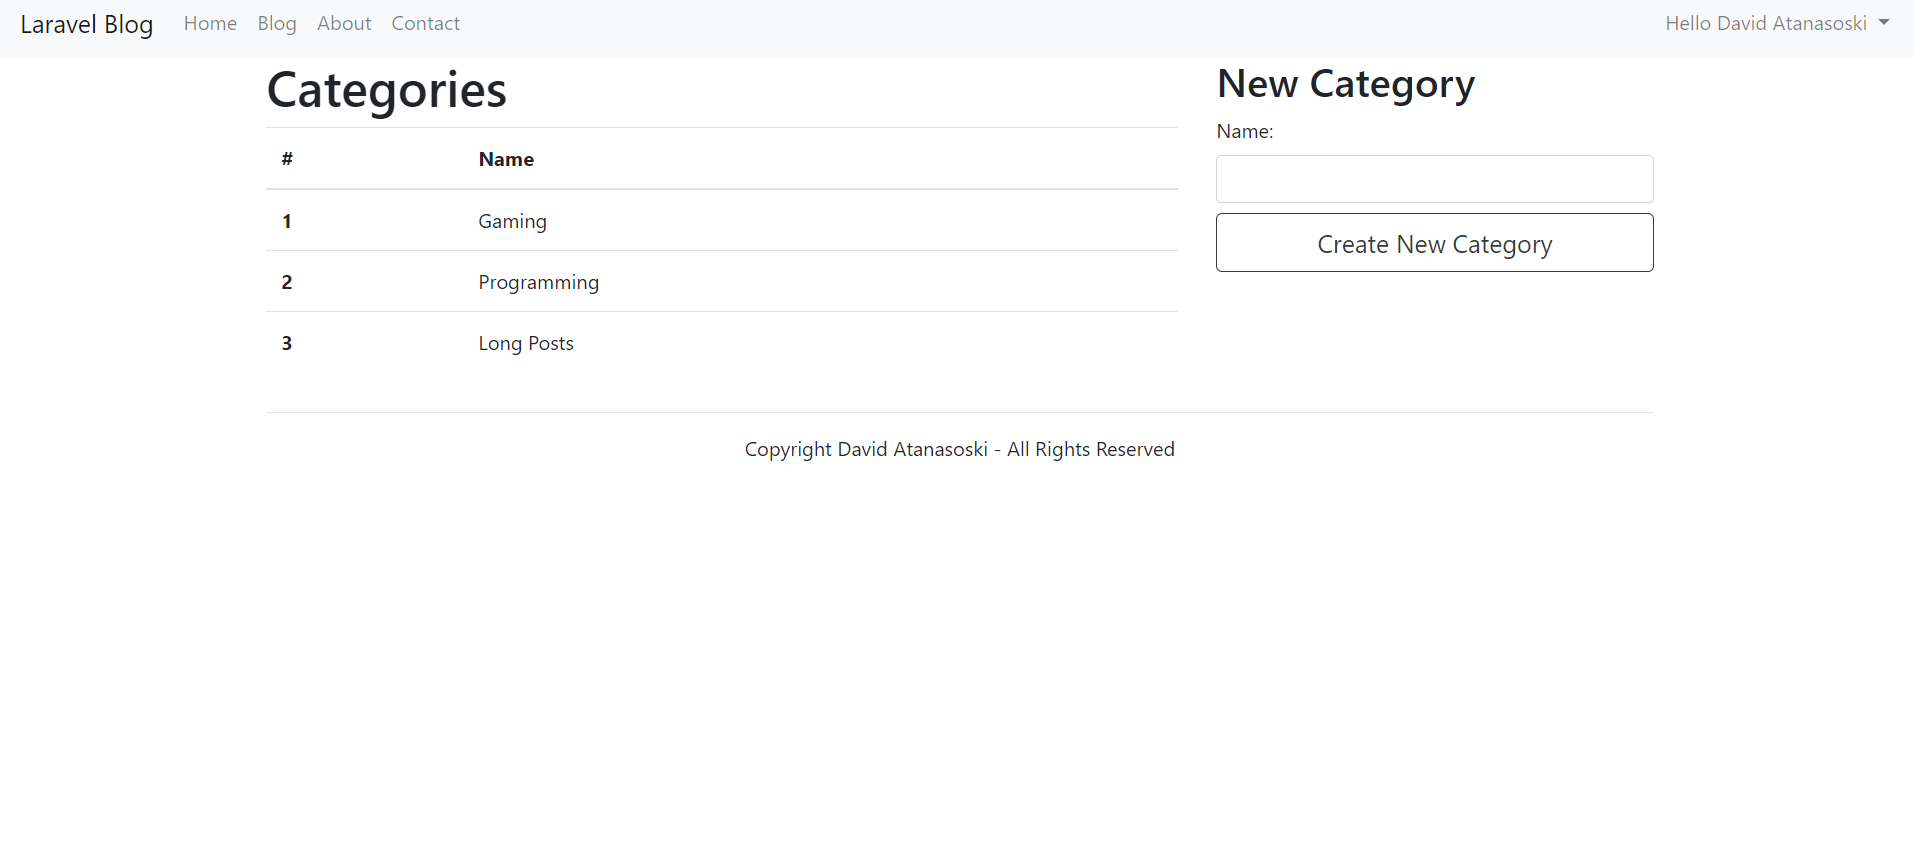 Laravel Blog Home Blog About Contact Hello David Atanasoski
Categories
# Name
1 Gaming
2 Programming
3 Long Posts
New Category
Name:
Create New Category
Copyright David Atanasoski - All Rights Reserved